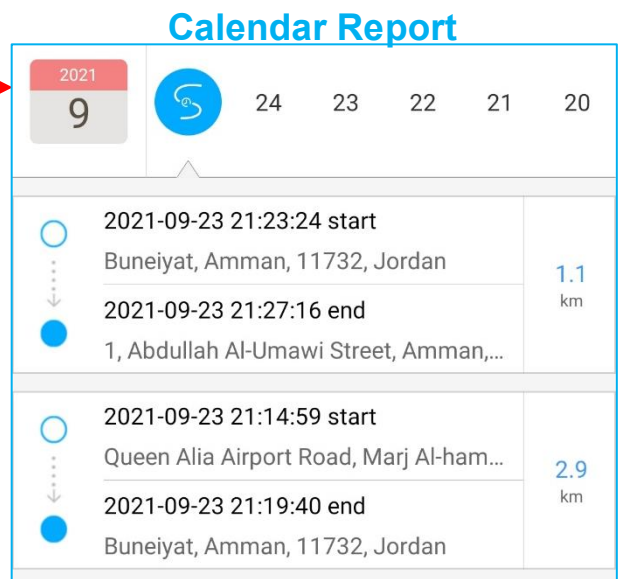 Calendar Report
2021
9
24 23 22 21 20
2021-09-23 21:23:24 start
Buneiyat, Amman, 11732, Jordan
1.1
km
2021-09-23 21:27:16 end
1, Abdullah Al-Umawi Street, Amman,...
2021-09-23 21:14:59 start
Queen Alia Airport Road, Marj Al-ham...
2.9
km
2021-09-23 21:19:40 end
Buneiyat, Amman, 11732, Jordan